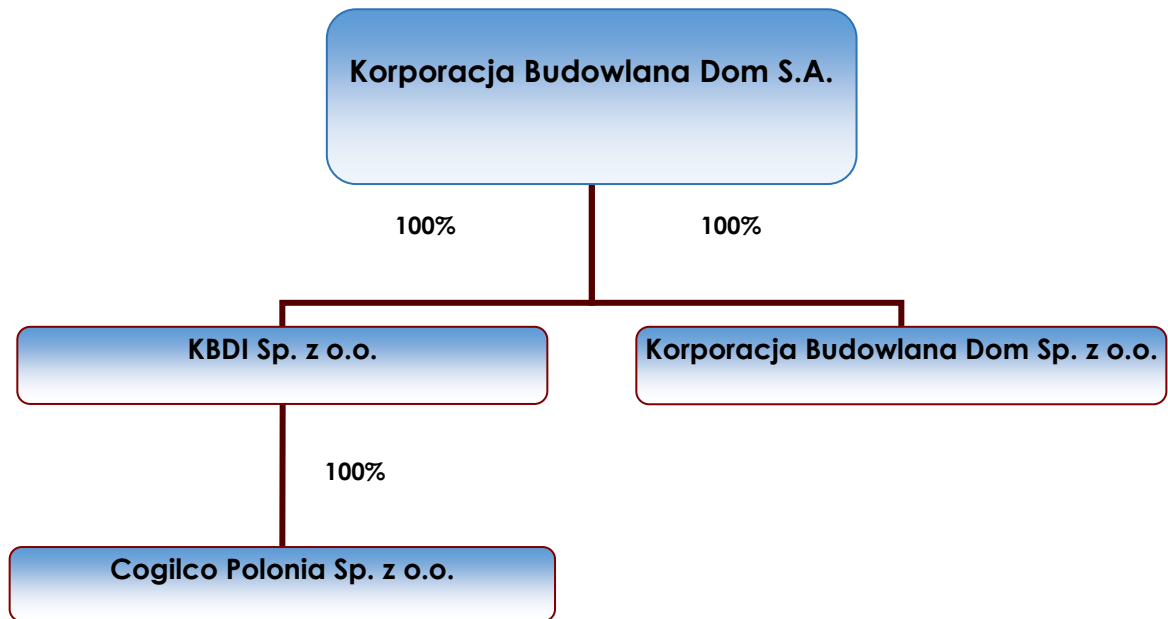 Korporacja Budowlana Dom S.A.
100%
100%
KBDI Sp. z o.o.
Korporacja Budowlana Dom Sp. z o.o.
100%
Cogilco Polonia Sp. z o.o.